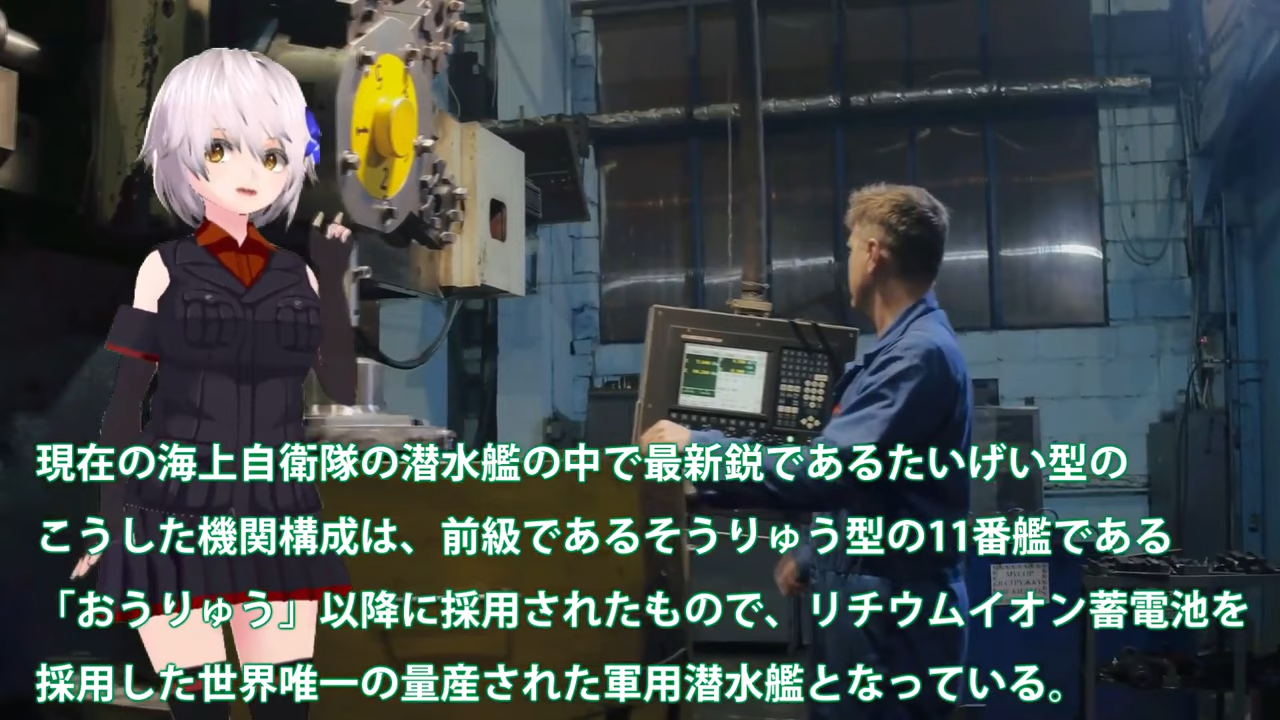 現在の海上自衛隊の潜水艦の中で最新鋭であるたいげい型の
こうした機関構成は、前級であるそうりゅう型の11番艦である
「おうりゅう」以降に採用されたもので、リチウムイオン蓄電池を
採用した世界唯一の量産された軍用潜水艦となっている。
МУСОР